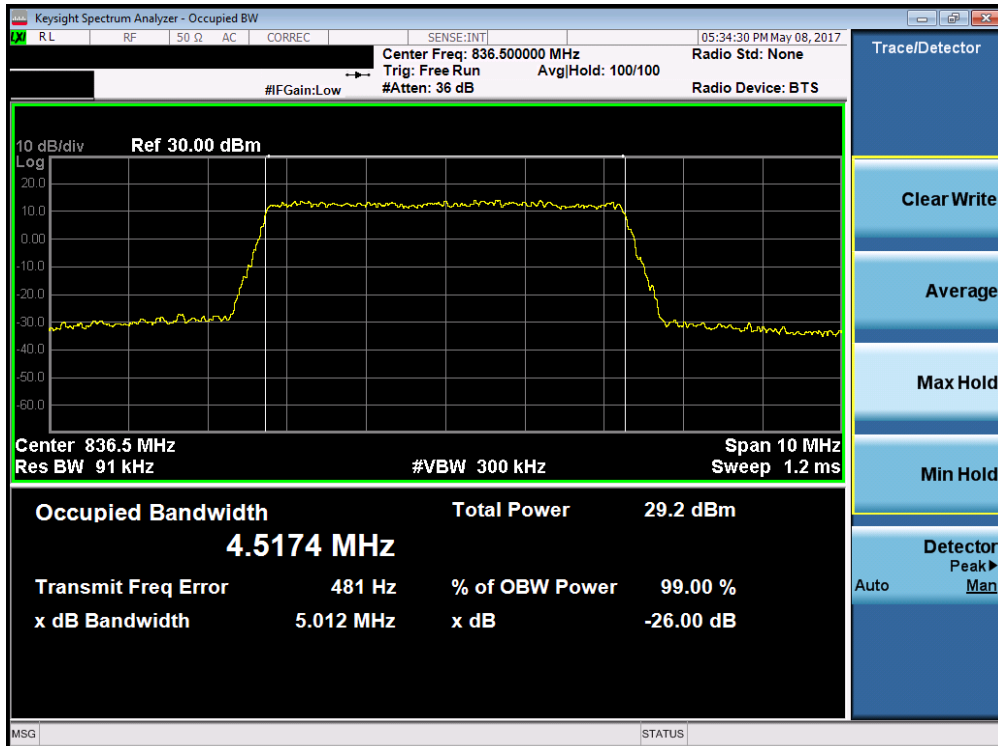 Keysight Spectrum Analyzer - Occupied BW
LXI RL RF 50 Ω AC CORREC SENSE:INT 05:34:30 PM May 08, 2017
Center Freq: 836.500000 MHz Radio Std: None
Trig: Free Run Avg|Hold: 100/100
#IFGain:Low #Atten: 36 dB Radio Device: BTS
10 dB/div Ref 30.00 dBm
Log
20.0
10.0
0.00
-10.0
-20.0
-30.0
-40.0
-50.0
-60.0
Center 836.5 MHz Span 10 MHz
Res BW 91 kHz #VBW 300 kHz Sweep 1.2 ms
Occupied Bandwidth Total Power 29.2 dBm
4.5174 MHz
Transmit Freq Error 481 Hz % of OBW Power 99.00 %
x dB Bandwidth 5.012 MHz x dB -26.00 dB
MSG STATUS
Trace/Detector
Clear Write
Average
Max Hold
Min Hold
Detector
Peak▶
Auto Man